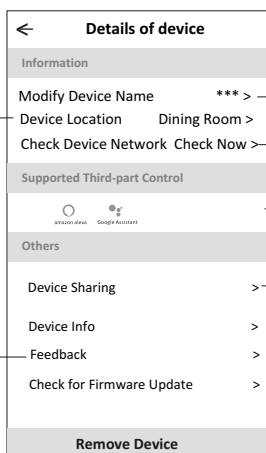 ← Details of device
Information
Modify Device Name *** >
Device Location Dining Room >
Check Device Network Check Now >
Supported Third-part Control
amazon alexa Google Assistant
Others
Device Sharing >
Device Info >
Feedback >
Check for Firmware Update >
Remove Device